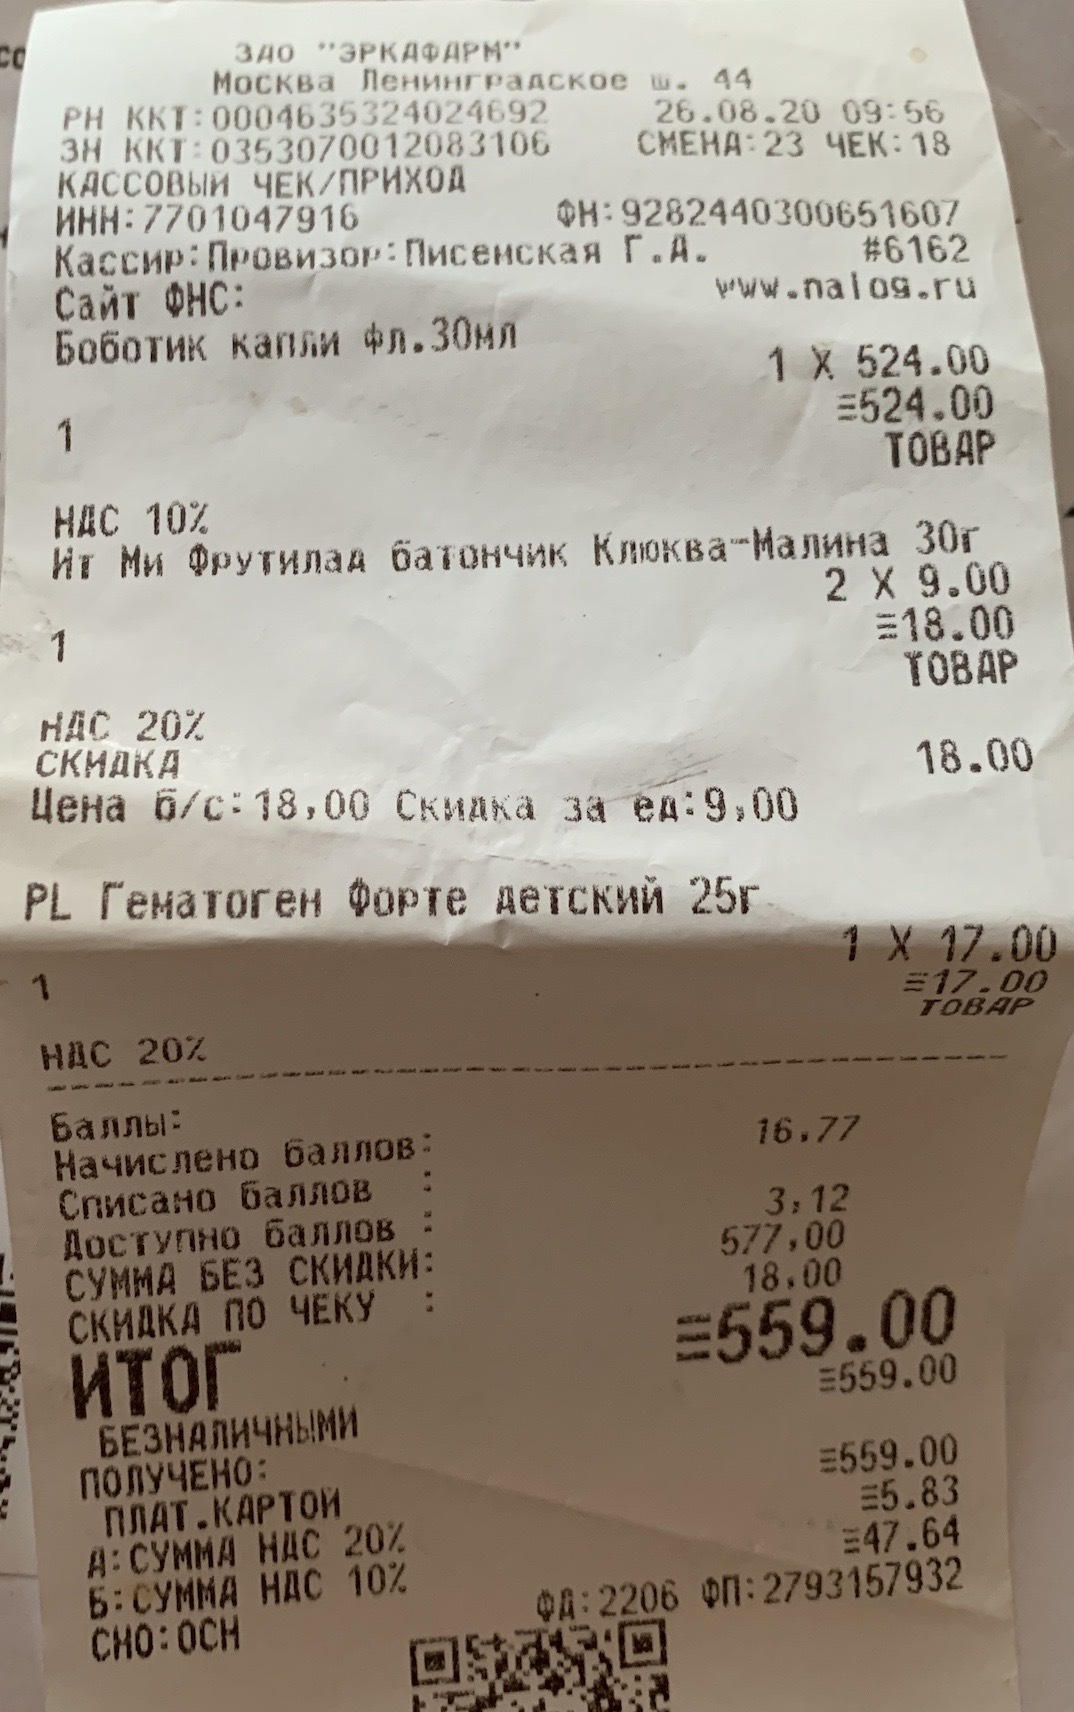 ЗАО "ЭРКАФАРМ"
Москва Ленинградское ш. 44
РН ККТ:0004635324024692 26.08.20 09:56
ЗН ККТ:0353070012083106 СМЕНА:23 ЧЕК:18
КАССОВЫЙ ЧЕК/ПРИХОД
ИНН:7701047916 ФН:9282440300651607
Кассир:Провизор:Писенская Г.А. #6162
Сайт ФНС: www.nalog.ru
Боботик капли фл.30мл
1 X 524.00
≡524.00
1 ТОВАР
НДС 10%
Ит Ми Фрутилад батончик Клюква-Малина 30г
2 X 9.00
≡18.00
1 ТОВАР
НДС 20%
СКИДКА 18.00
Цена б/с:18,00 Скидка за ед:9,00
PL Гематоген Форте детский 25г
1 X 17.00
≡17.00
1 ТОВАР
НДС 20%
Баллы:
Начислено баллов: 16,77
Списано баллов :
Доступно баллов : 3,12
СУММА БЕЗ СКИДКИ: 577,00
СКИДКА ПО ЧЕКУ : 18.00
ИТОГ ≡559.00
БЕЗНАЛИЧНЫМИ ≡559.00
ПОЛУЧЕНО:
ПЛАТ.КАРТОЙ ≡559.00
А:СУММА НДС 20% ≡5.83
Б:СУММА НДС 10% ≡47.64
СНО:ОСН ФД:2206 ФП:2793157932